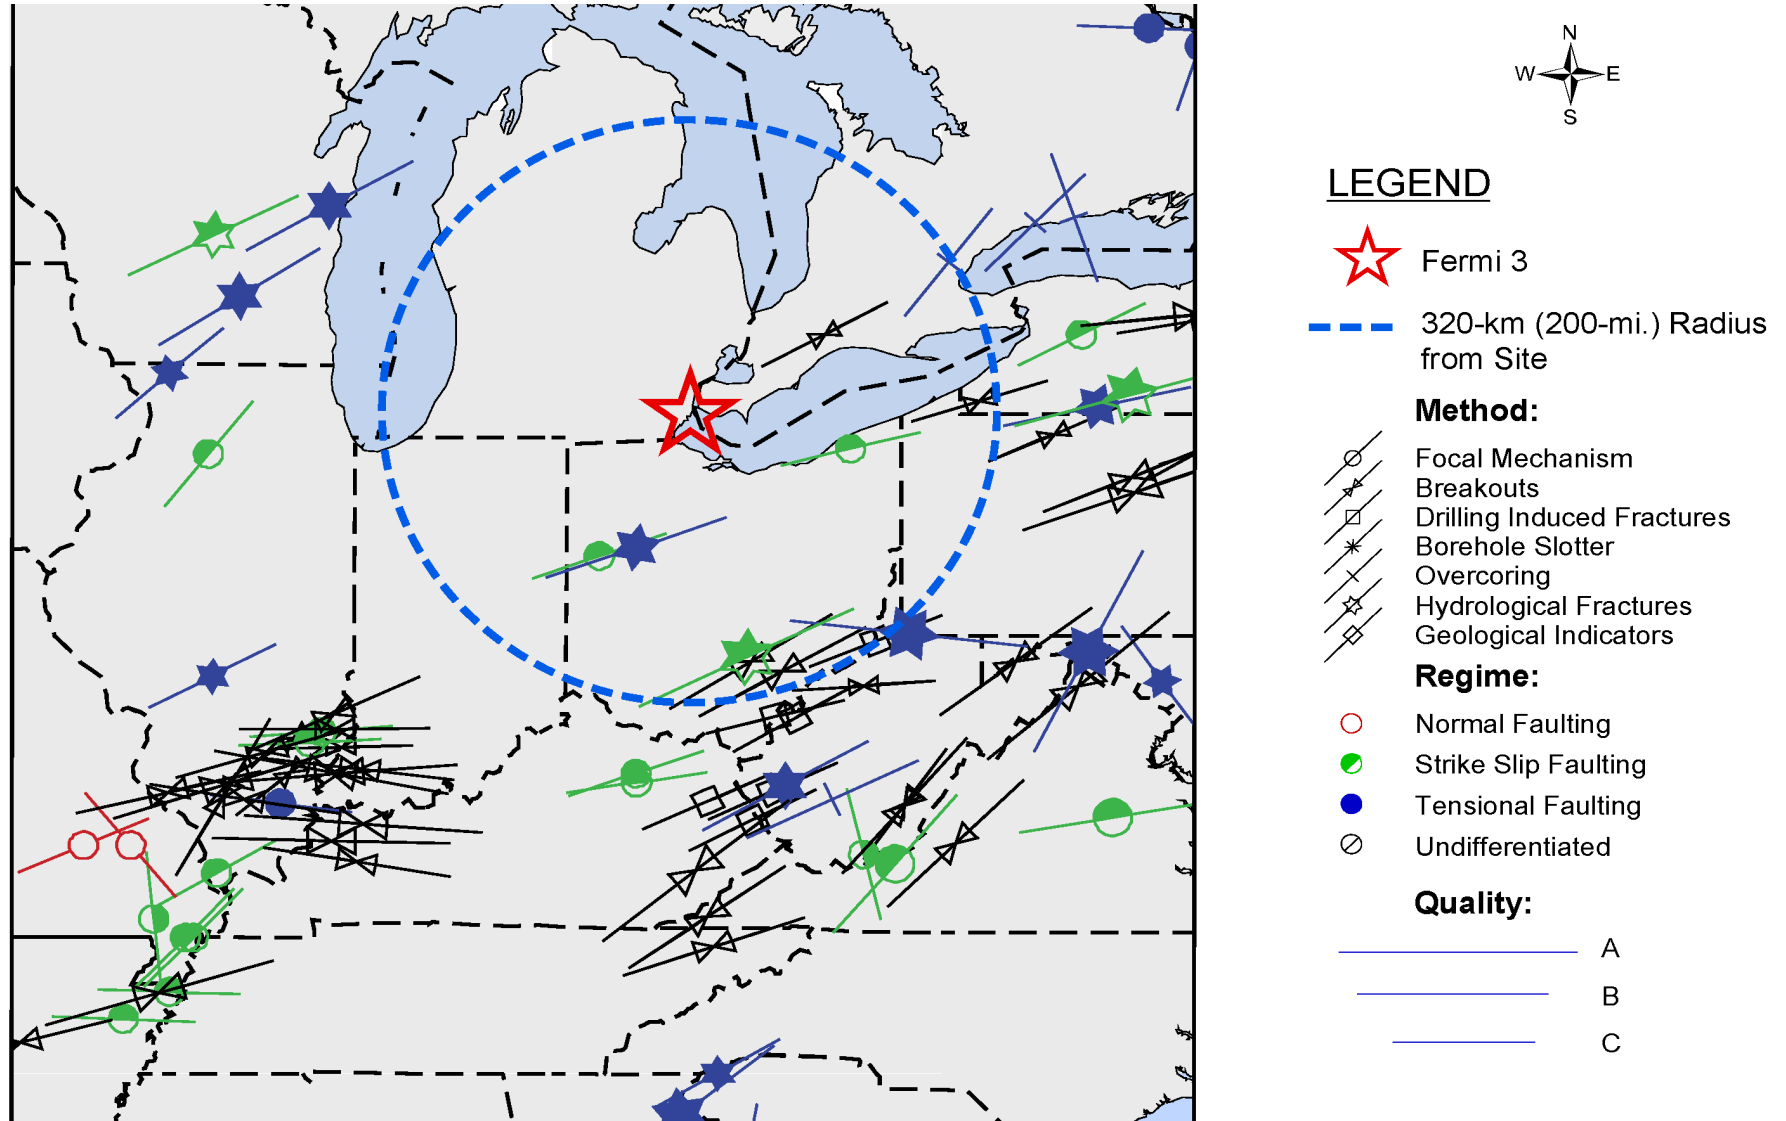 N
W E
S
LEGEND
Fermi 3
320-km (200-mi.) Radius
from Site
Method:
Focal Mechanism
Breakouts
Drilling Induced Fractures
Borehole Slotter
Overcoring
Hydrological Fractures
Geological Indicators
Regime:
Normal Faulting
Strike Slip Faulting
Tensional Faulting
Undifferentiated
Quality:
A
B
C